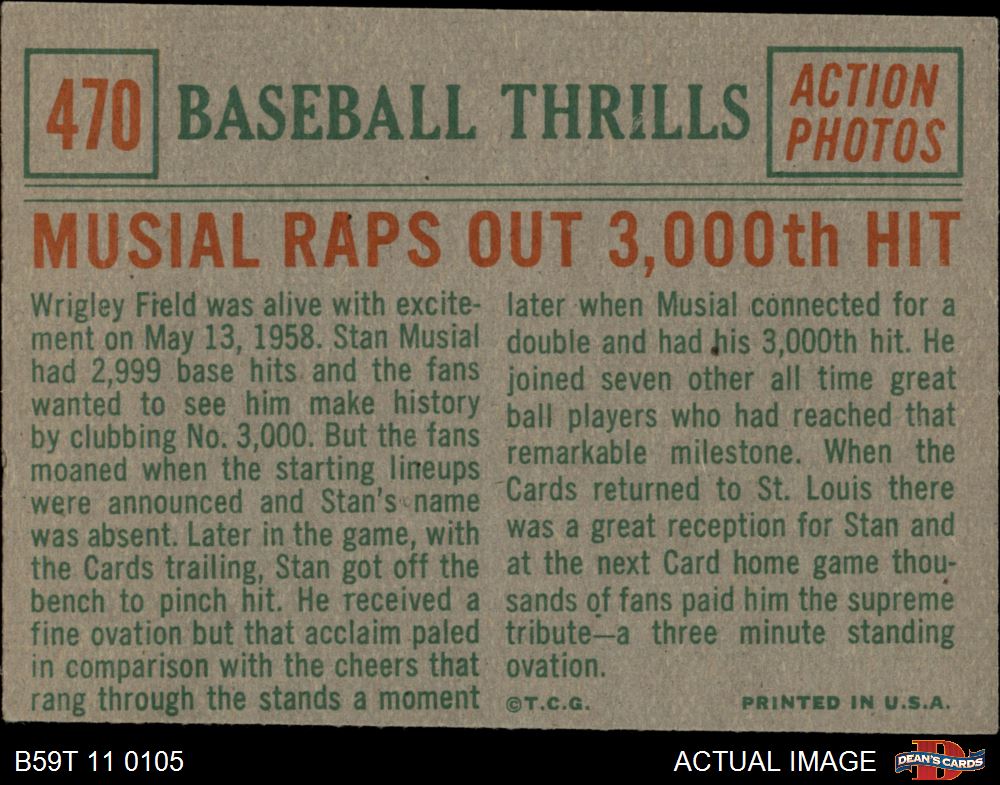 470
BASEBALL THRILLS
ACTION
PHOTOS
MUSIAL RAPS OUT 3,000th HIT
Wrigley Field was alive with excite-
ment on May 13, 1958. Stan Musial
had 2,999 base hits and the fans
wanted to see him make history
by clubbing No. 3,000. But the fans
moaned when the starting lineups
were announced and Stan's name
was absent. Later in the game, with
the Cards trailing, Stan got off the
bench to pinch hit. He received a
fine ovation but that acclaim paled
in comparison with the cheers that
rang through the stands a moment
later when Musial connected for a
double and had his 3,000th hit. He
joined seven other all time great
ball players who had reached that
remarkable milestone. When the
Cards returned to St. Louis there
was a great reception for Stan and
at the next Card home game thou-
sands of fans paid him the supreme
tribute—a three minute standing
ovation.
©T.C.G.
PRINTED IN U.S.A.
B59T 11 0105
ACTUAL IMAGE
DEAN'S CARDS